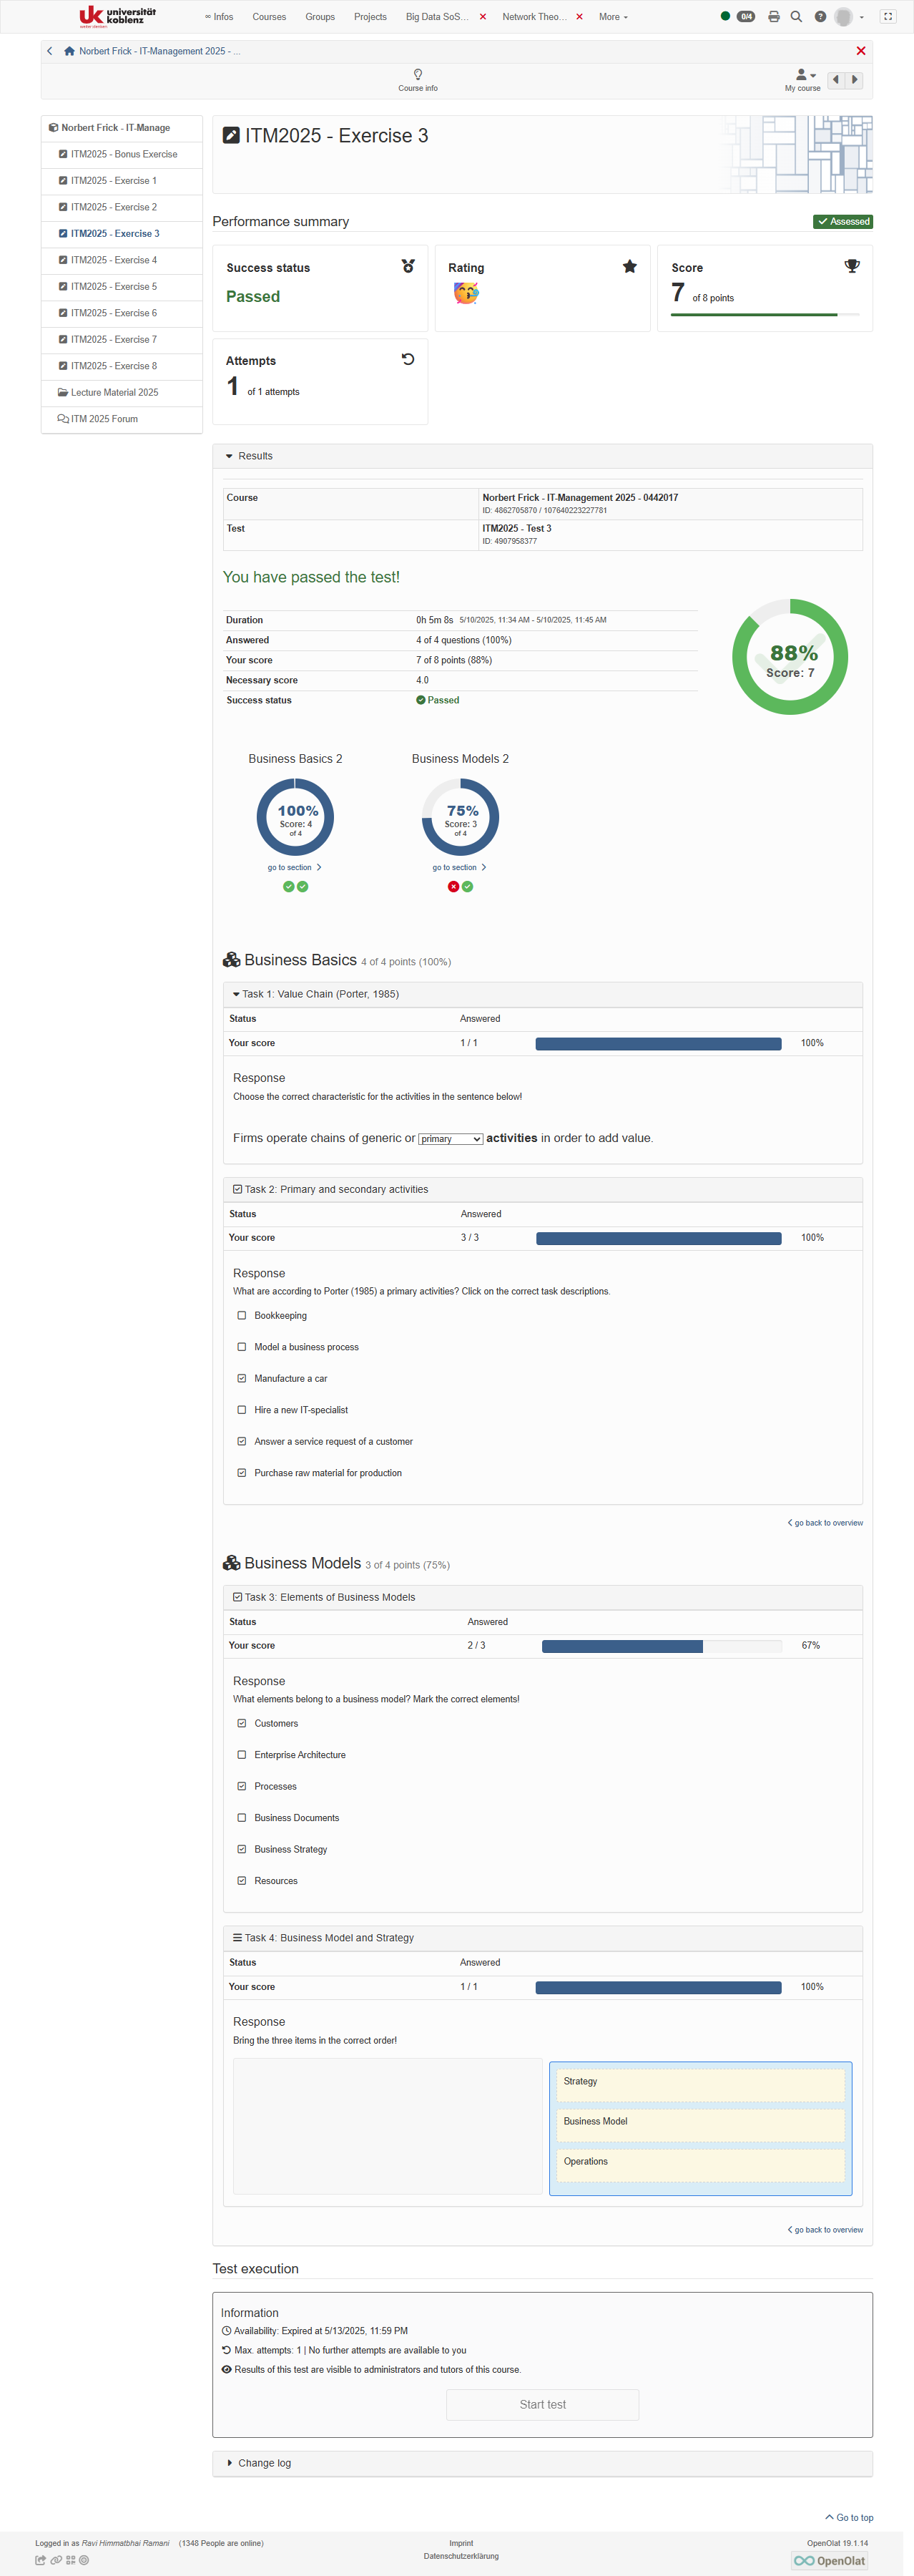 uk universität koblenz
weiter:denken
∞ Infos
Courses
Groups
Projects
Big Data SoS...
Network Theo...
More
0/4
Norbert Frick - IT-Management 2025 - ...
Course info
My course
Norbert Frick - IT-Manage
ITM2025 - Bonus Exercise
ITM2025 - Exercise 1
ITM2025 - Exercise 2
ITM2025 - Exercise 3
ITM2025 - Exercise 4
ITM2025 - Exercise 5
ITM2025 - Exercise 6
ITM2025 - Exercise 7
ITM2025 - Exercise 8
Lecture Material 2025
ITM 2025 Forum
ITM2025 - Exercise 3
Performance summary
Assessed
Success status
Passed
Rating
Score
7 of 8 points
Attempts
1 of 1 attempts
Results
Course
Norbert Frick - IT-Management 2025 - 0442017
ID: 4862705870 / 107640223227781
Test
ITM2025 - Test 3
ID: 4907958377
You have passed the test!
Duration 0h 5m 8s 5/10/2025, 11:34 AM - 5/10/2025, 11:45 AM
Answered 4 of 4 questions (100%)
Your score 7 of 8 points (88%)
Necessary score 4.0
Success status Passed
88%
Score: 7
Business Basics 2
100%
Score: 4
of 4
go to section
Business Models 2
75%
Score: 3
of 4
go to section
Business Basics 4 of 4 points (100%)
Task 1: Value Chain (Porter, 1985)
Status Answered
Your score 1 / 1 100%
Response
Choose the correct characteristic for the activities in the sentence below!
Firms operate chains of generic or primary activities in order to add value.
Task 2: Primary and secondary activities
Status Answered
Your score 3 / 3 100%
Response
What are according to Porter (1985) a primary activities? Click on the correct task descriptions.
Bookkeeping
Model a business process
Manufacture a car
Hire a new IT-specialist
Answer a service request of a customer
Purchase raw material for production
go back to overview
Business Models 3 of 4 points (75%)
Task 3: Elements of Business Models
Status Answered
Your score 2 / 3 67%
Response
What elements belong to a business model? Mark the correct elements!
Customers
Enterprise Architecture
Processes
Business Documents
Business Strategy
Resources
Task 4: Business Model and Strategy
Status Answered
Your score 1 / 1 100%
Response
Bring the three items in the correct order!
Strategy
Business Model
Operations
go back to overview
Test execution
Information
Availability: Expired at 5/13/2025, 11:59 PM
Max. attempts: 1 | No further attempts are available to you
Results of this test are visible to administrators and tutors of this course.
Start test
Change log
Go to top
Logged in as Ravi Himmatbhai Ramani (1348 People are online)
Imprint
Datenschutzerklärung
OpenOlat 19.1.14
OpenOlat